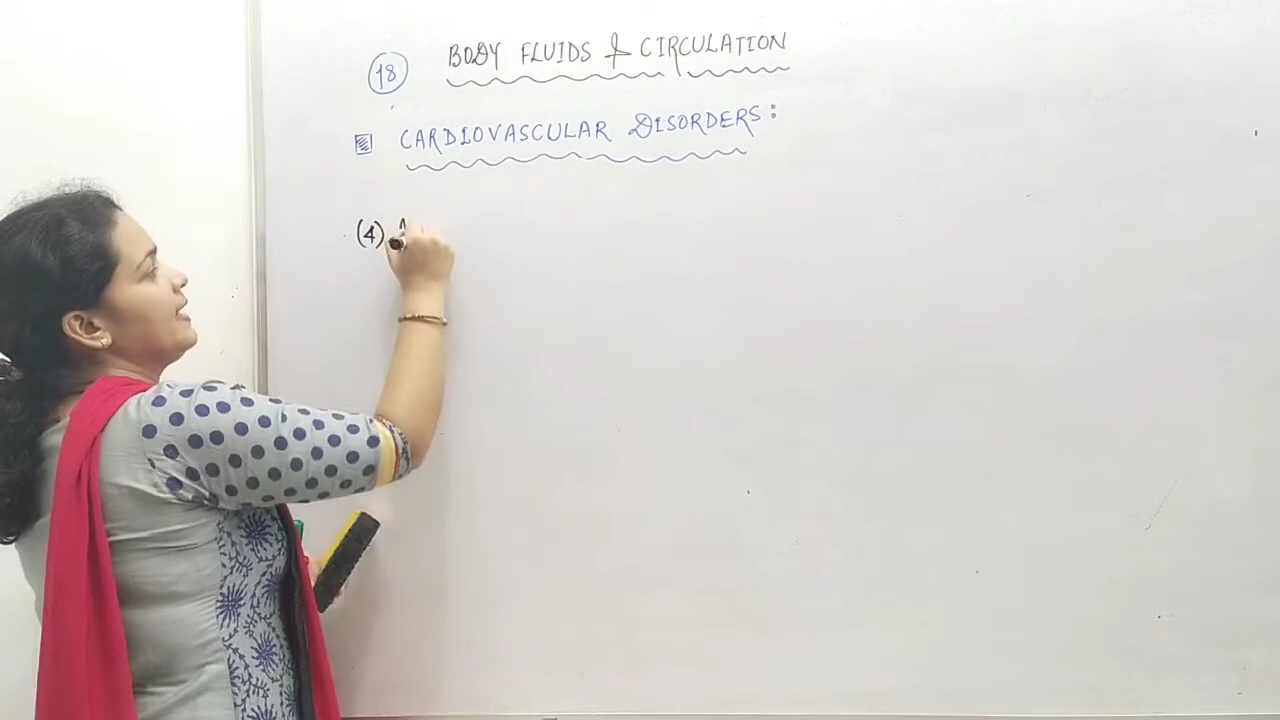 18 BODY FLUIDS & CIRCULATION
CARDIOVASCULAR DISORDERS:
(4)